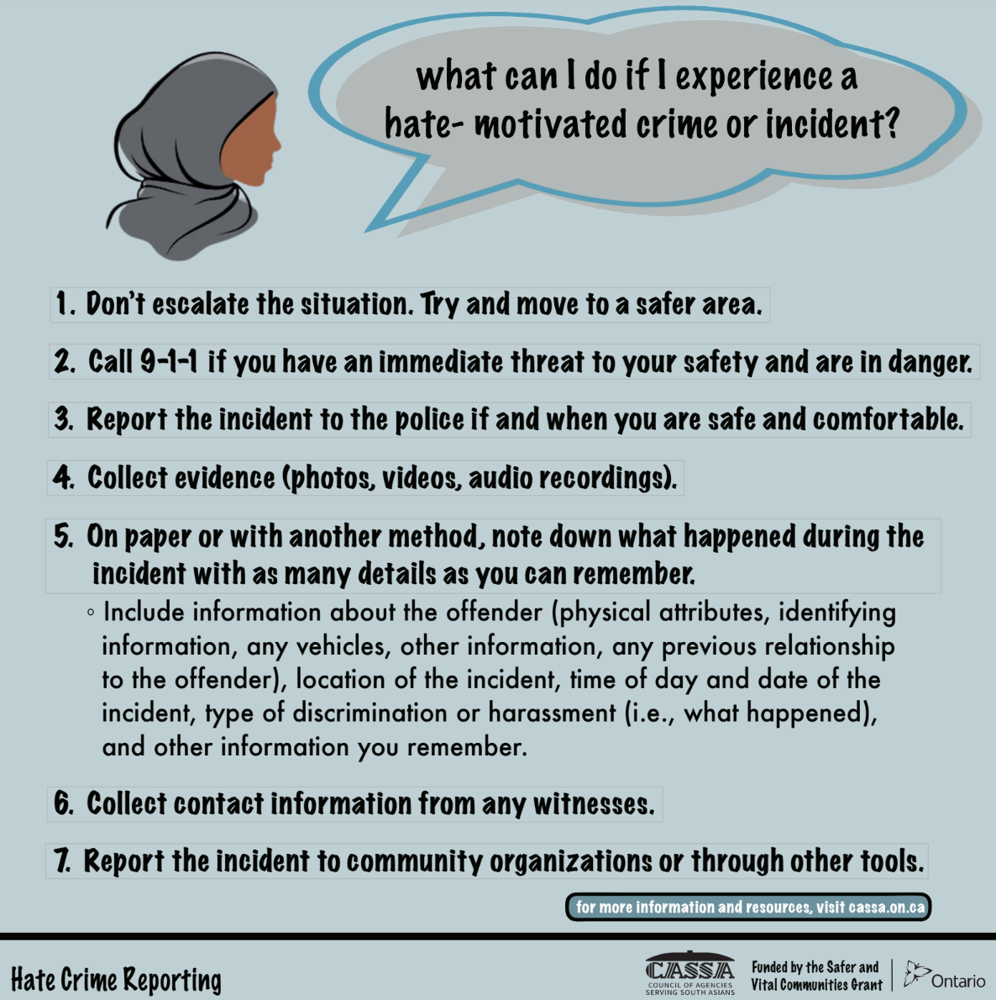 what can I do if I experience a
hate- motivated crime or incident?
1. Don't escalate the situation. Try and move to a safer area.
2. Call 9-1-1 if you have an immediate threat to your safety and are in danger.
3. Report the incident to the police if and when you are safe and comfortable.
4. Collect evidence (photos, videos, audio recordings).
5. On paper or with another method, note down what happened during the
incident with as many details as you can remember.
◦ Include information about the offender (physical attributes, identifying
information, any vehicles, other information, any previous relationship
to the offender), location of the incident, time of day and date of the
incident, type of discrimination or harassment (i.e., what happened),
and other information you remember.
6. Collect contact information from any witnesses.
7. Report the incident to community organizations or through other tools.
for more information and resources, visit cassa.on.ca
Hate Crime Reporting
CASSA
COUNCIL OF AGENCIES
SERVING SOUTH ASIANS
Funded by the Safer and
Vital Communities Grant
Ontario